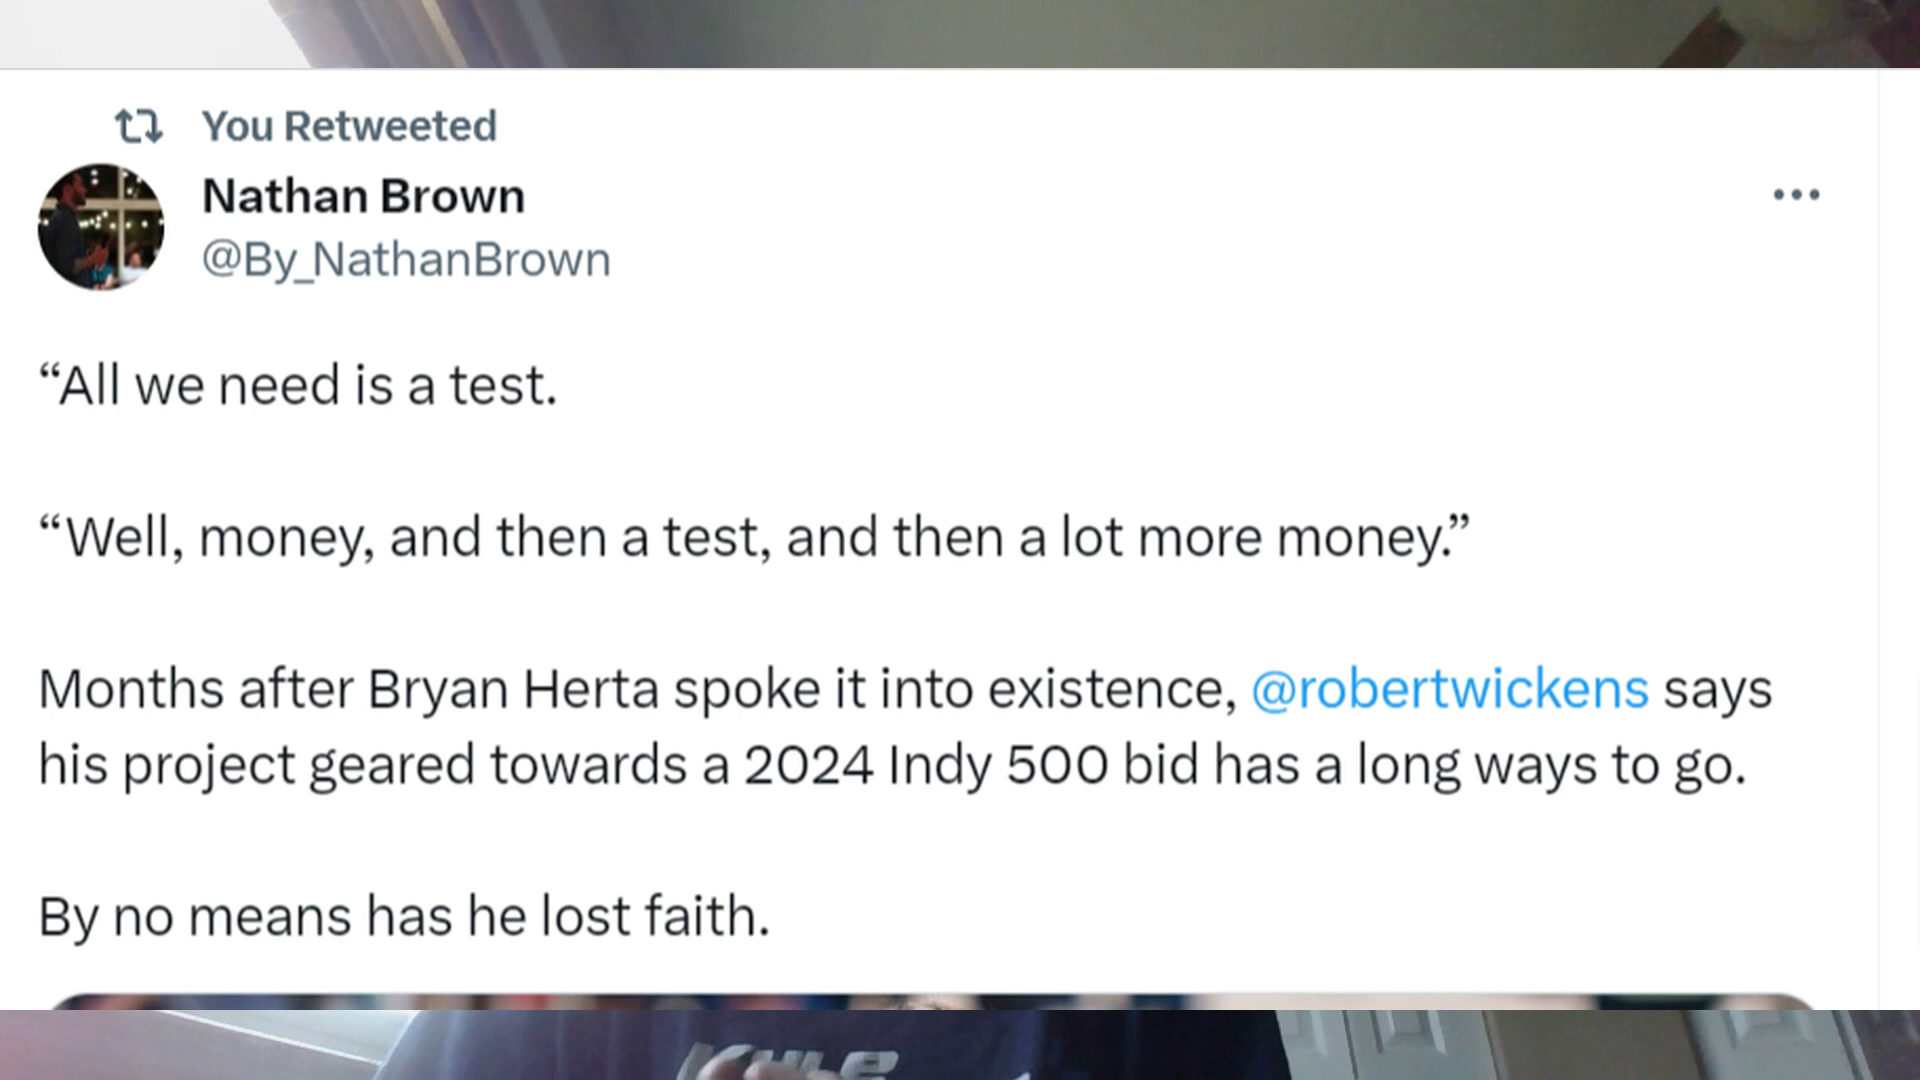 You Retweeted
Nathan Brown
@By_NathanBrown
“All we need is a test.
“Well, money, and then a test, and then a lot more money.”
Months after Bryan Herta spoke it into existence, @robertwickens says
his project geared towards a 2024 Indy 500 bid has a long ways to go.
By no means has he lost faith.